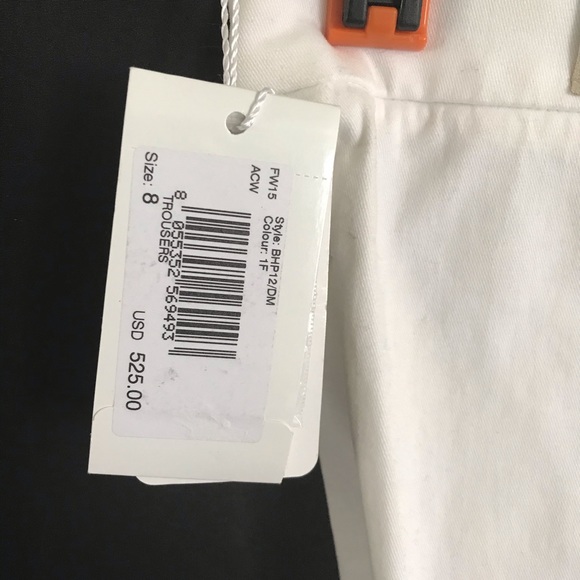 FW15 Style: BHP12/DM
ACW Colour: 1F
8 055352 569493
TROUSERS
Size: 8
USD 525.00